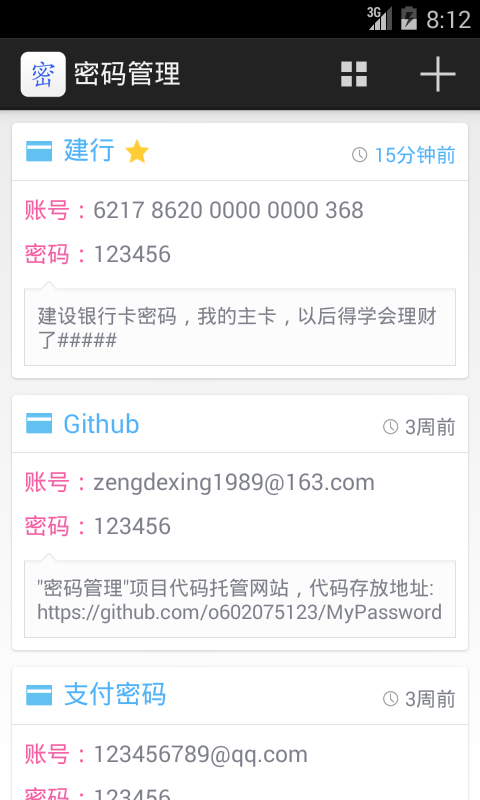 3G 8:12
密 密码管理
建行 15分钟前
账号：6217 8620 0000 0000 368
密码：123456
建设银行卡密码，我的主卡，以后得学会理财
了#####
Github 3周前
账号：zengdexing1989@163.com
密码：123456
"密码管理"项目代码托管网站，代码存放地址:
https://github.com/o602075123/MyPassword
支付密码 3周前
账号：123456789@qq.com
密码：123456